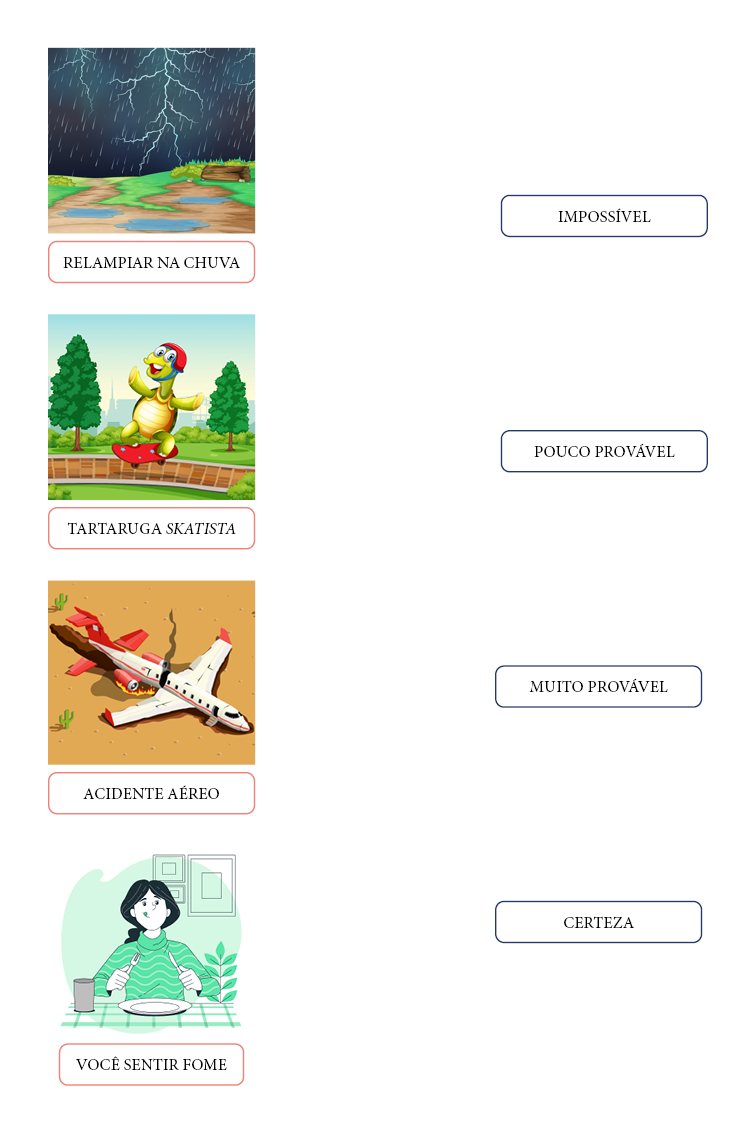 IMPOSSÍVEL
RELAMPIAR NA CHUVA
POUCO PROVÁVEL
TARTARUGA SKATISTA
MUITO PROVÁVEL
ACIDENTE AÉREO
CERTEZA
VOCÊ SENTIR FOME